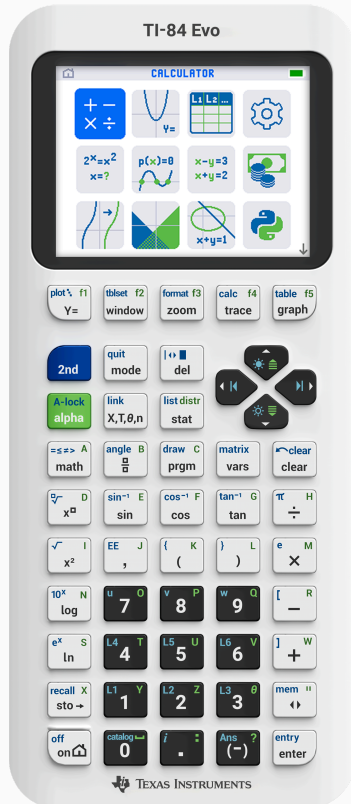 TI-84 Evo
CALCULATOR
+ −
× ÷
Y=
L1 L2 ...
2ˣ=x²
x=?
p(x)=0
x-y=3
x+y=2
x+y=1
plot f1 tblset f2 format f3 calc f4 table f5
Y= window zoom trace graph
quit
2nd mode del
A-lock link list distr
alpha X,T,θ,n stat
=≤≠> A angle B draw C matrix clear
math prgm vars clear
D sin⁻¹ E cos⁻¹ F tan⁻¹ G π H
x sin cos tan ÷
√ I EE J { K } L e M
x² , ( ) ×
10ˣ N u O v P w Q [ R
log 7 8 9 −
eˣ S L4 T L5 U L6 V ] W
ln 4 5 6 +
recall X L1 Y L2 Z L3 θ mem "
sto→ 1 2 3
off catalog i : Ans ? entry
on 0 . (-) enter
TEXAS INSTRUMENTS